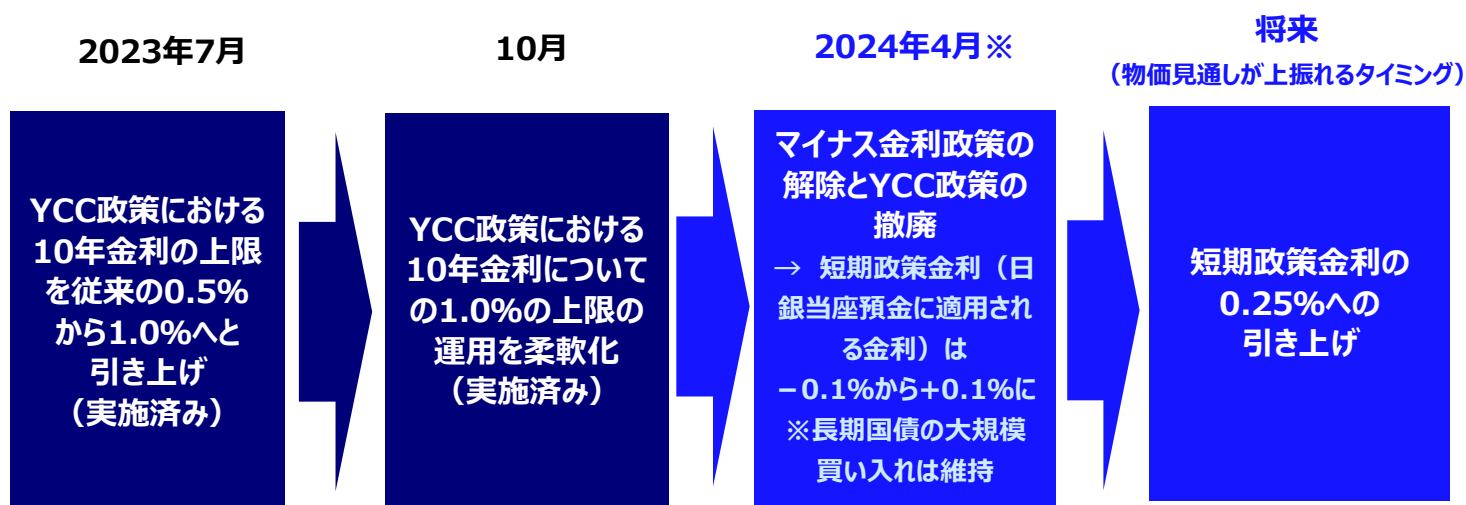 2023年7月
YCC政策における
10年金利の上限
を従来の0.5%
から1.0%へと
引き上げ
（実施済み）
10月
YCC政策における
10年金利について
の1.0%の上限の
運用を柔軟化
（実施済み）
2024年4月※
マイナス金利政策の
解除とYCC政策の
撤廃
→ 短期政策金利（日
銀当座預金に適用され
る金利）は
－0.1%から+0.1%に
※長期国債の大規模
買い入れは維持
将来
（物価見通しが上振れるタイミング）
短期政策金利の
0.25%への
引き上げ